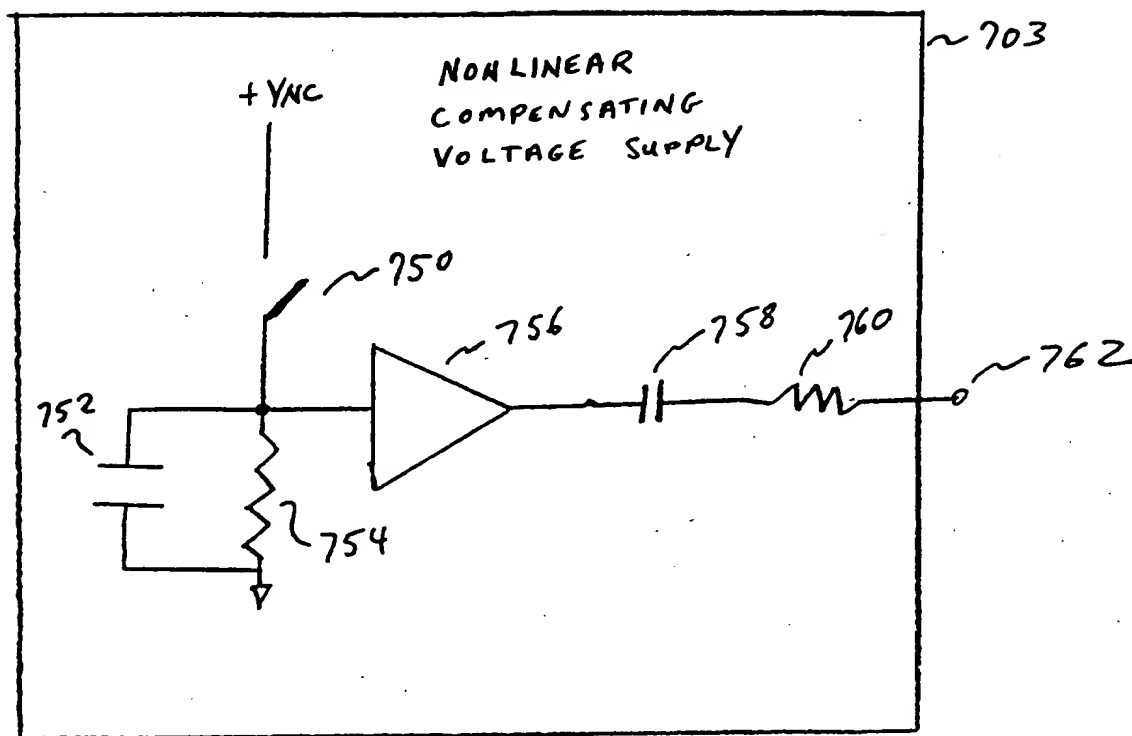 703
NONLINEAR
COMPENSATING
VOLTAGE SUPPLY
+VNC
750
756
758
760
762
752
754